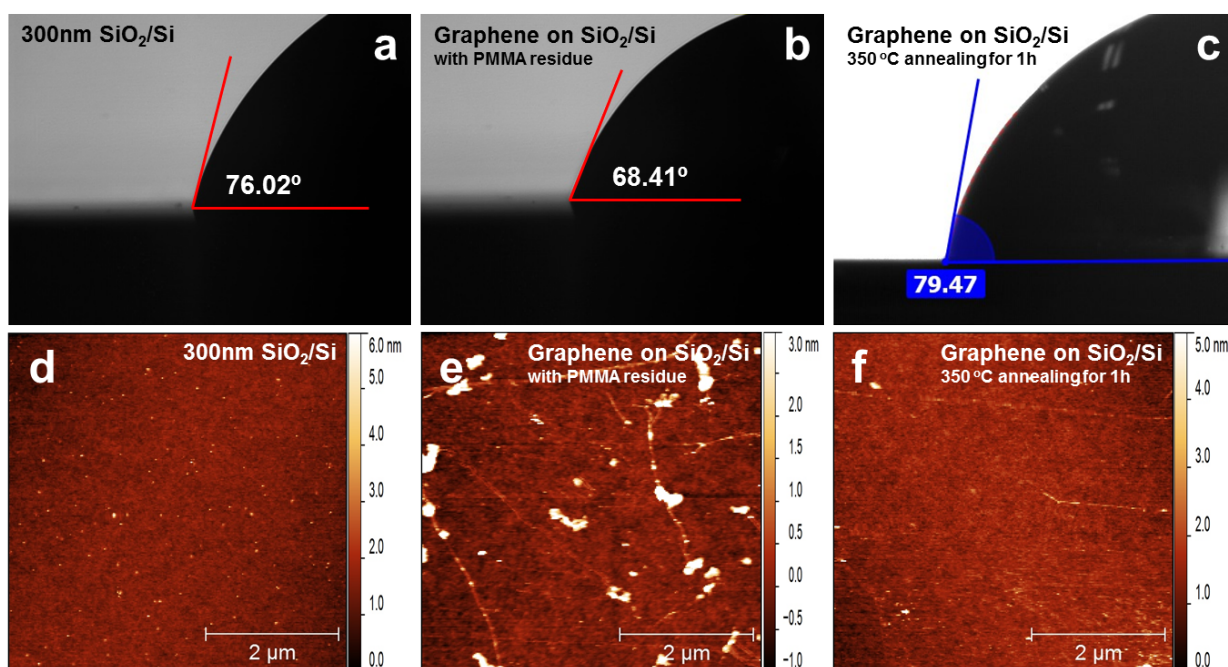 300nm SiO₂/Si
a
76.02º
Graphene on SiO₂/Si
with PMMA residue
b
68.41º
Graphene on SiO₂/Si
350 ºC annealing for 1h
c
79.47
d
300nm SiO₂/Si
2 μm
6.0 nm
5.0
4.0
3.0
2.0
1.0
0.0
e
Graphene on SiO₂/Si
with PMMA residue
2 μm
3.0 nm
2.0
1.5
1.0
0.5
0.0
-0.5
-1.0
f
Graphene on SiO₂/Si
350 ºC annealing for 1h
2 μm
5.0 nm
4.0
3.0
2.0
1.0
0.0